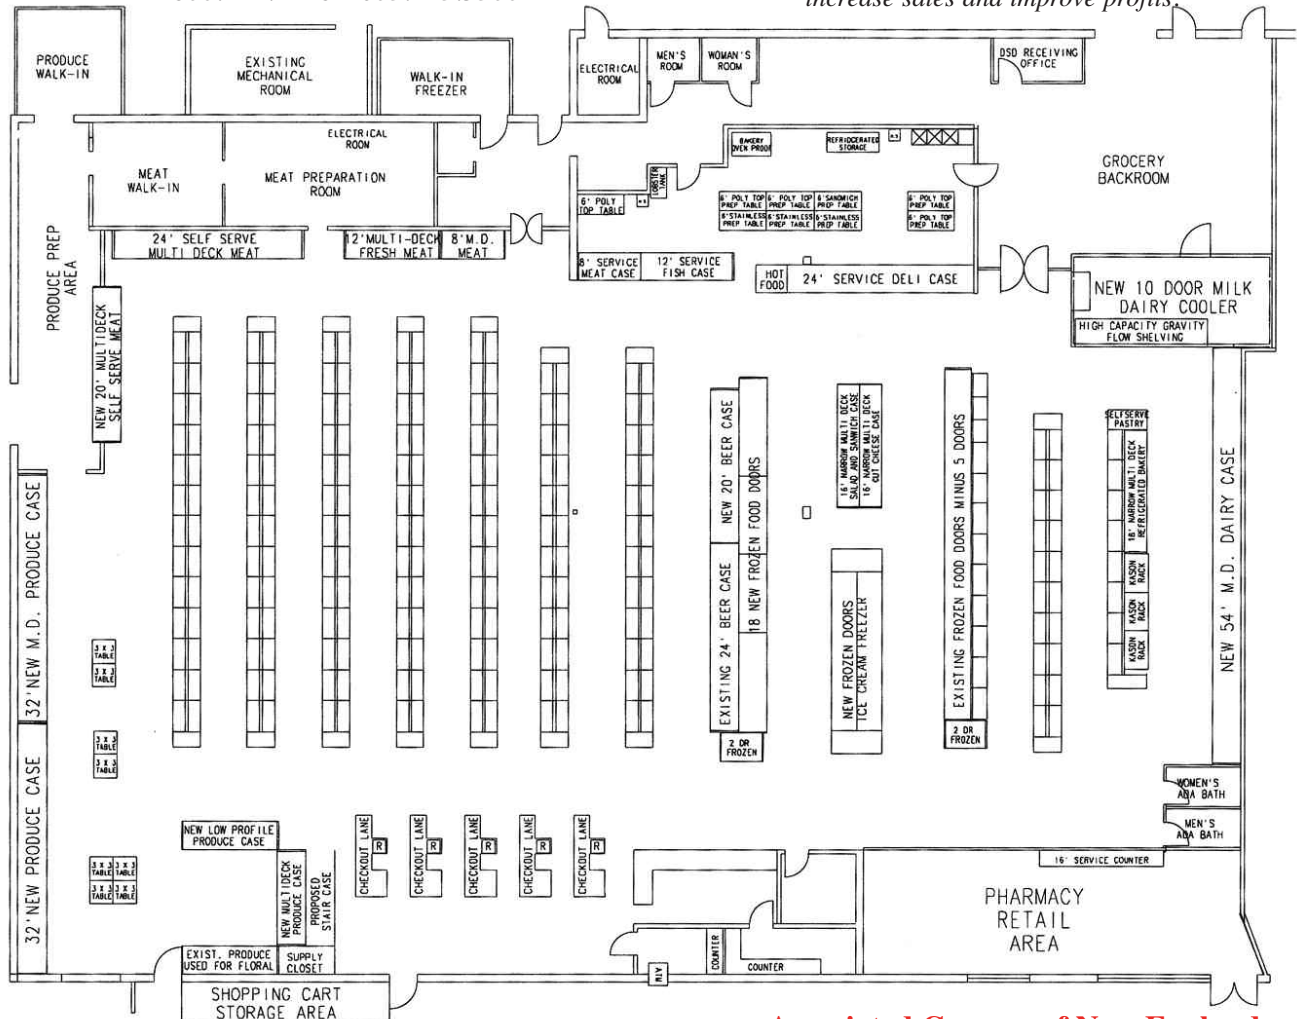 increase sales and improve profits.
PRODUCE
WALK-IN
EXISTING
MECHANICAL
ROOM
WALK-IN
FREEZER
ELECTRICAL
ROOM
MEN'S
ROOM
WOMAN'S
ROOM
DSD RECEIVING
OFFICE
ELECTRICAL
ROOM
MEAT
WALK-IN
MEAT PREPARATION
ROOM
BAKERY
OVEN PROOF
REFRIGERATED
STORAGE
GROCERY
BACKROOM
LOBSTER
TANK
6' POLY
TOP TABLE
6' POLY TOP
PREP TABLE
6' POLY TOP
PREP TABLE
6' SANDWICH
PREP TABLE
6' STAINLESS
PREP TABLE
6' STAINLESS
PREP TABLE
6' STAINLESS
PREP TABLE
6' POLY TOP
PREP TABLE
6' POLY TOP
PREP TABLE
PRODUCE PREP
AREA
24' SELF SERVE
MULTI DECK MEAT
12'MULTI-DECK
FRESH MEAT
8'M.D.
MEAT
8' SERVICE
MEAT CASE
12' SERVICE
FISH CASE
HOT
FOOD
24' SERVICE DELI CASE
NEW 10 DOOR MILK
DAIRY COOLER
HIGH CAPACITY GRAVITY
FLOW SHELVING
NEW 20' MULTIDECK
SELF SERVE MEAT
32'NEW M.D. PRODUCE CASE
32'NEW PRODUCE CASE
NEW 20' BEER CASE
EXISTING 24' BEER CASE
18 NEW FROZEN FOOD DOORS
2 DR
FROZEN
16' NARROW MULTI DECK
SALAD AND SANWICH CASE
16' NARROW MULTI DECK
CUT CHEESE CASE
NEW FROZEN DOORS
ICE CREAM FREEZER
EXISTING FROZEN FOOD DOORS MINUS 5 DOORS
2 DR
FROZEN
SELFSERVE
PASTRY
18' NARROW MULTI DECK
REFRIGERATED BAKERY
KASON
RACK
KASON
RACK
KASON
RACK
NEW 54' M.D. DAIRY CASE
3 X 3
TABLE
3 X 3
TABLE
3 X 3
TABLE
3 X 3
TABLE
3 X 3
TABLE
3 X 3
TABLE
3 X 3
TABLE
3 X 3
TABLE
WOMEN'S
ADA BATH
MEN'S
ADA BATH
NEW LOW PROFILE
PRODUCE CASE
NEW MULTIDECK
PRODUCE CASE
PROPOSED
STAIR CASE
CHECKOUT LANE
R
CHECKOUT LANE
R
CHECKOUT LANE
R
CHECKOUT LANE
R
CHECKOUT LANE
R
16' SERVICE COUNTER
PHARMACY
RETAIL
AREA
EXIST. PRODUCE
USED FOR FLORAL
SUPPLY
CLOSET
COUNTER
COUNTER
ATM
SHOPPING CART
STORAGE AREA